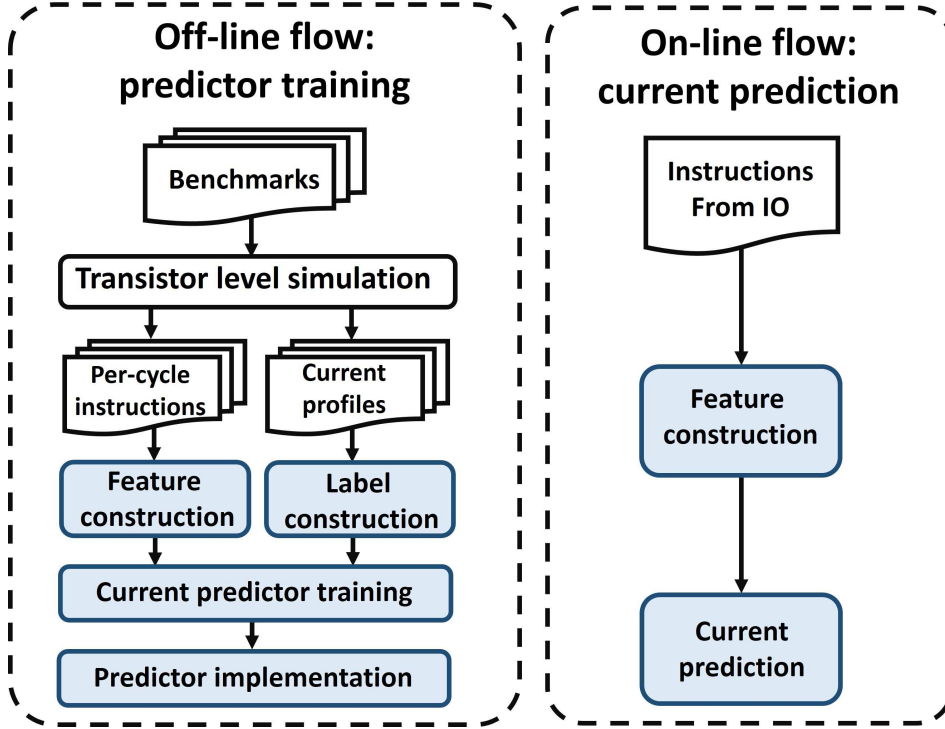 Off-line flow:
predictor training
Benchmarks
Transistor level simulation
Per-cycle
instructions
Current
profiles
Feature
construction
Label
construction
Current predictor training
Predictor implementation
On-line flow:
current prediction
Instructions
From IO
Feature
construction
Current
prediction